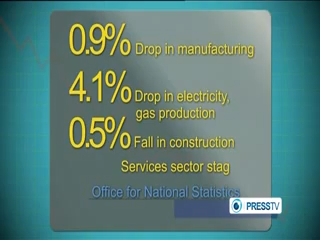 0.9% Drop in manufacturing
4.1% Drop in electricity,
gas production
0.5% Fall in construction
Services sector stag
Office for National Statistics
PRESSTV